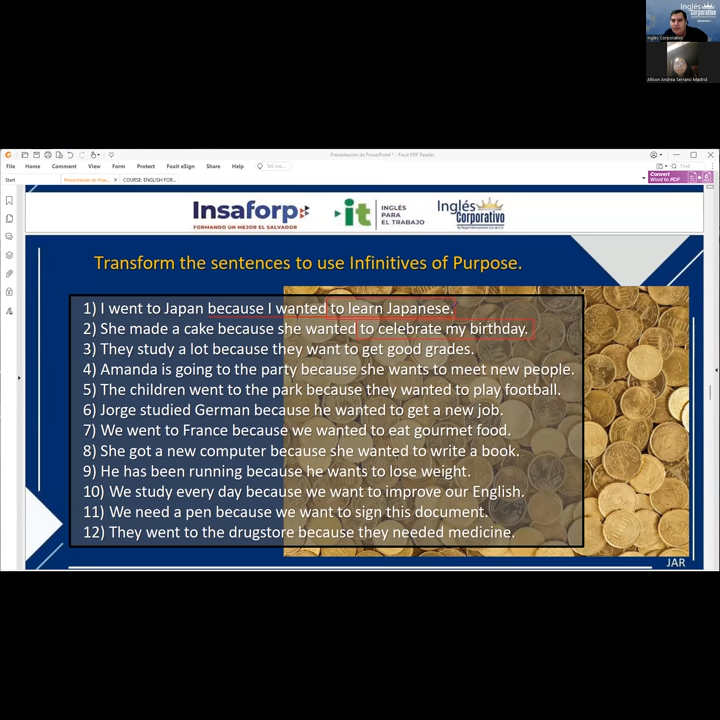 Inglés
Corporativo
Ingles Corporativo
Allison Andrea Serrano Madrid
Presentación de PowerPoint * - Foxit PDF Reader
File Home Comment View Form Protect Foxit eSign Share Help Tell me... Find
Start Presentación de Pow... COURSE: ENGLISH FOR... Convert
Word to PDF
Insaforp
FORMANDO UN MEJOR EL SALVADOR
it INGLÉS
PARA
EL TRABAJO
Inglés
Corporativo
Transform the sentences to use Infinitives of Purpose.
1) I went to Japan because I wanted to learn Japanese.
2) She made a cake because she wanted to celebrate my birthday.
3) They study a lot because they want to get good grades.
4) Amanda is going to the party because she wants to meet new people.
5) The children went to the park because they wanted to play football.
6) Jorge studied German because he wanted to get a new job.
7) We went to France because we wanted to eat gourmet food.
8) She got a new computer because she wanted to write a book.
9) He has been running because he wants to lose weight.
10) We study every day because we want to improve our English.
11) We need a pen because we want to sign this document.
12) They went to the drugstore because they needed medicine.
JAR